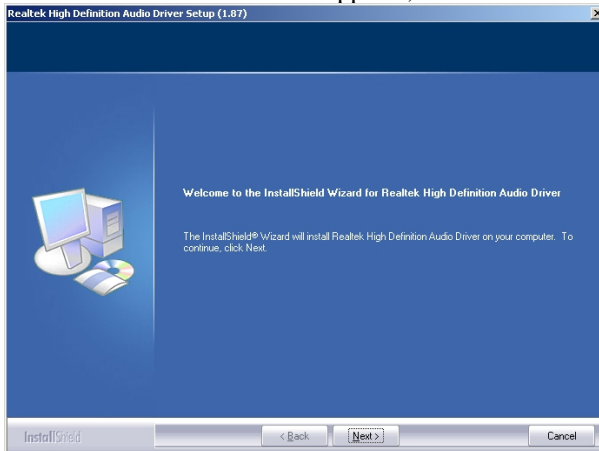 Realtek High Definition Audio Driver Setup (1.87)
Welcome to the InstallShield Wizard for Realtek High Definition Audio Driver
The InstallShield® Wizard will install Realtek High Definition Audio Driver on your computer. To
continue, click Next.
InstallShield
< Back
Next >
Cancel